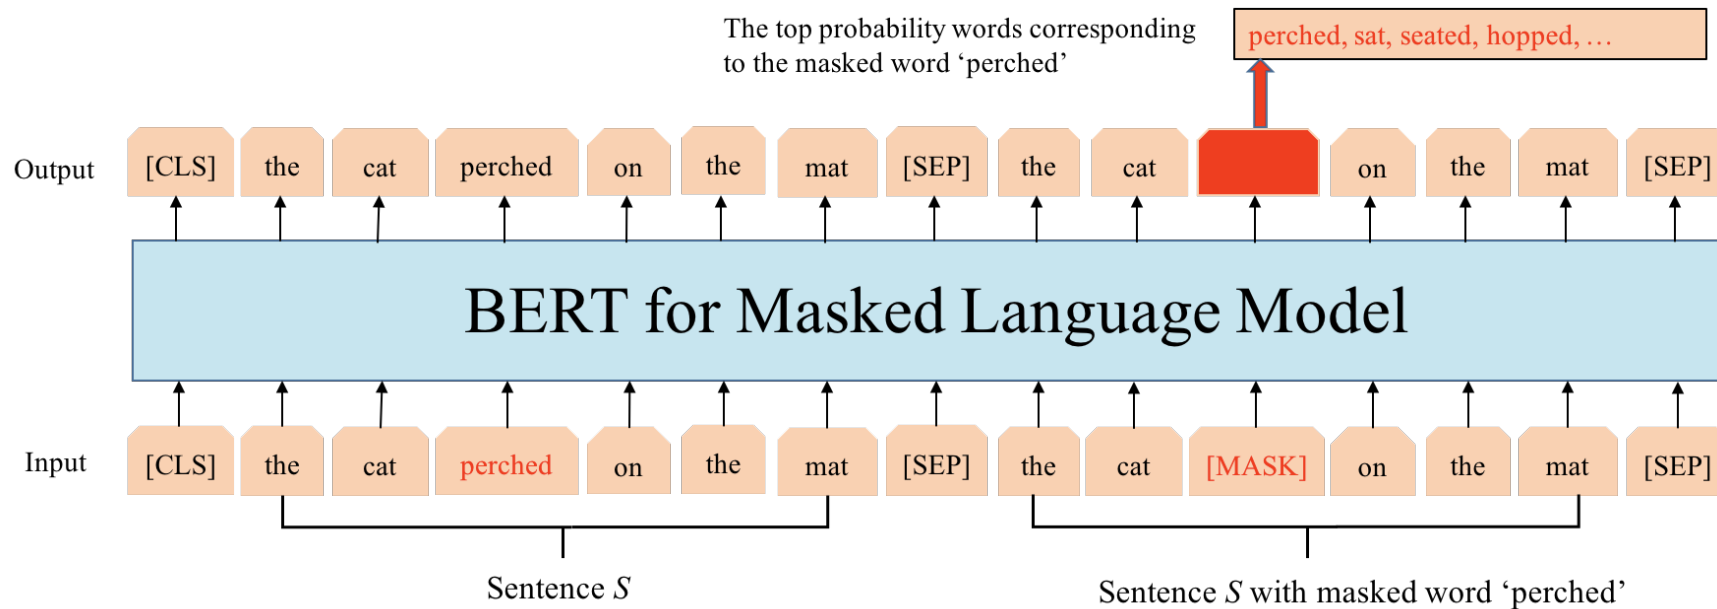 The top probability words corresponding
to the masked word ‘perched’
perched, sat, seated, hopped, …
Output
[CLS] the cat perched on the mat [SEP] the cat on the mat [SEP]
BERT for Masked Language Model
Input
[CLS] the cat perched on the mat [SEP] the cat [MASK] on the mat [SEP]
Sentence S
Sentence S with masked word ‘perched’